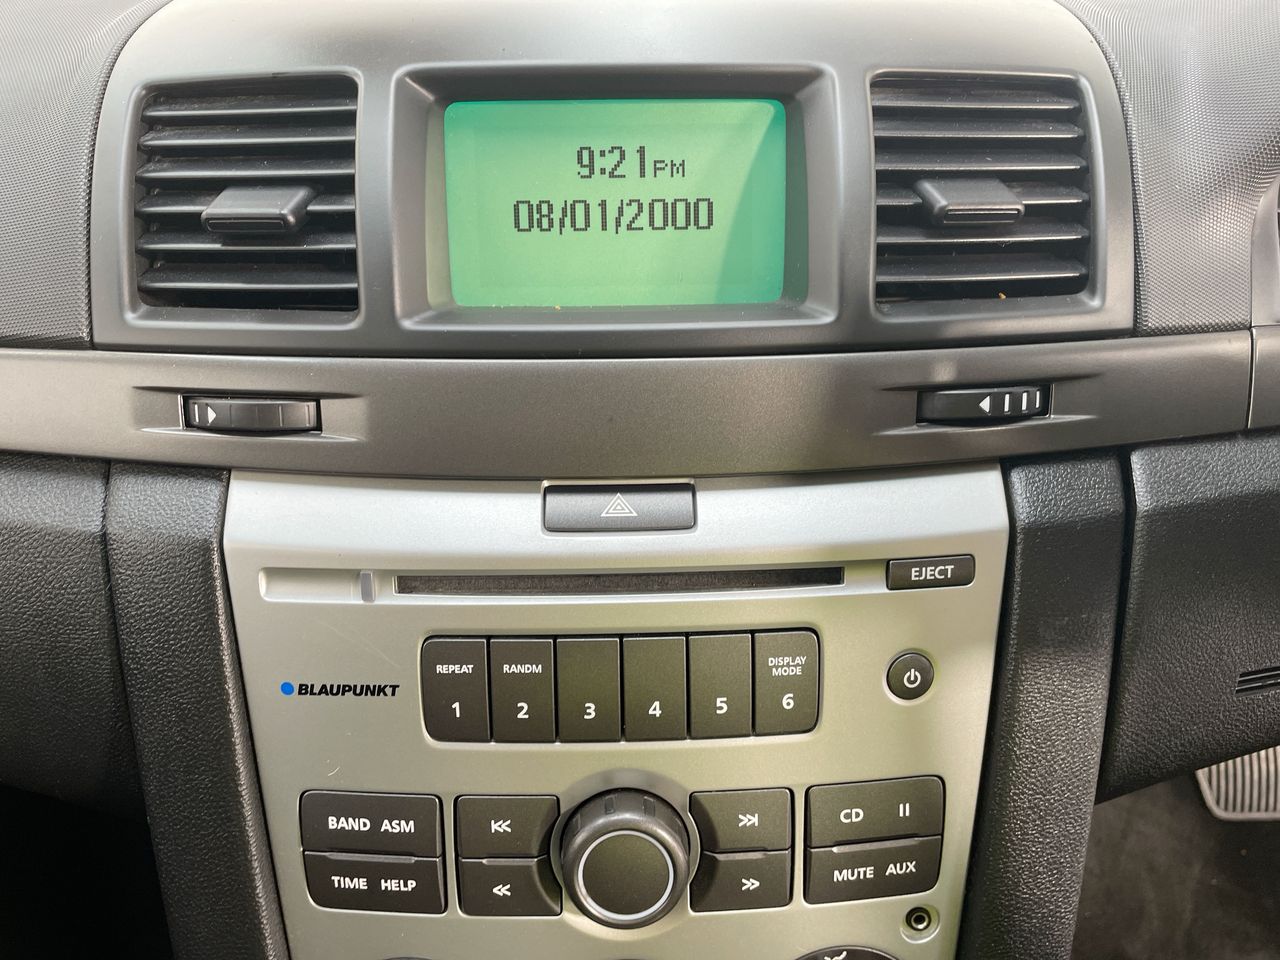 9:21PM
08/01/2000
EJECT
REPEAT
1
RANDM
2
3
4
5
DISPLAY
MODE
6
BLAUPUNKT
BAND ASM
TIME HELP
CD
MUTE AUX